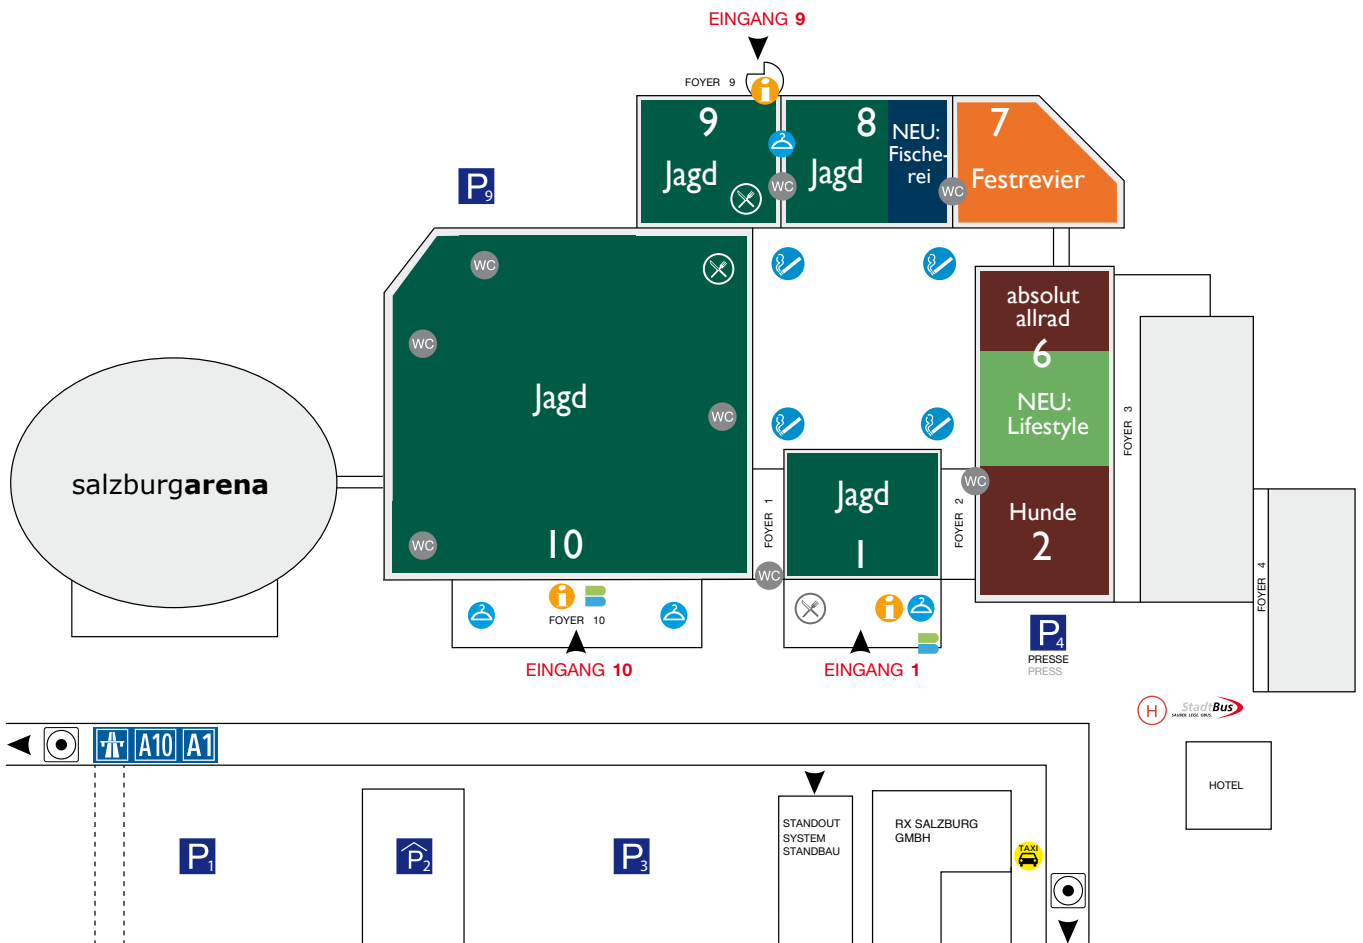 EINGANG 9
FOYER 9
9
Jagd
8
Jagd
NEU:
Fische-
rei
7
Festrevier
WC
WC
P9
WC
WC
WC
WC
Jagd
10
absolut
allrad
6
NEU:
Lifestyle
WC
Hunde
2
FOYER 3
salzburgarena
FOYER 1
WC
Jagd
1
FOYER 2
FOYER 4
FOYER 10
EINGANG 10
EINGANG 1
P4
PRESSE
PRESS
H
StadtBus
SAUBER. LEISE. OBUS.
A10
A1
HOTEL
P1
P2
P3
STANDOUT
SYSTEM
STANDBAU
RX SALZBURG
GMBH
TAXI